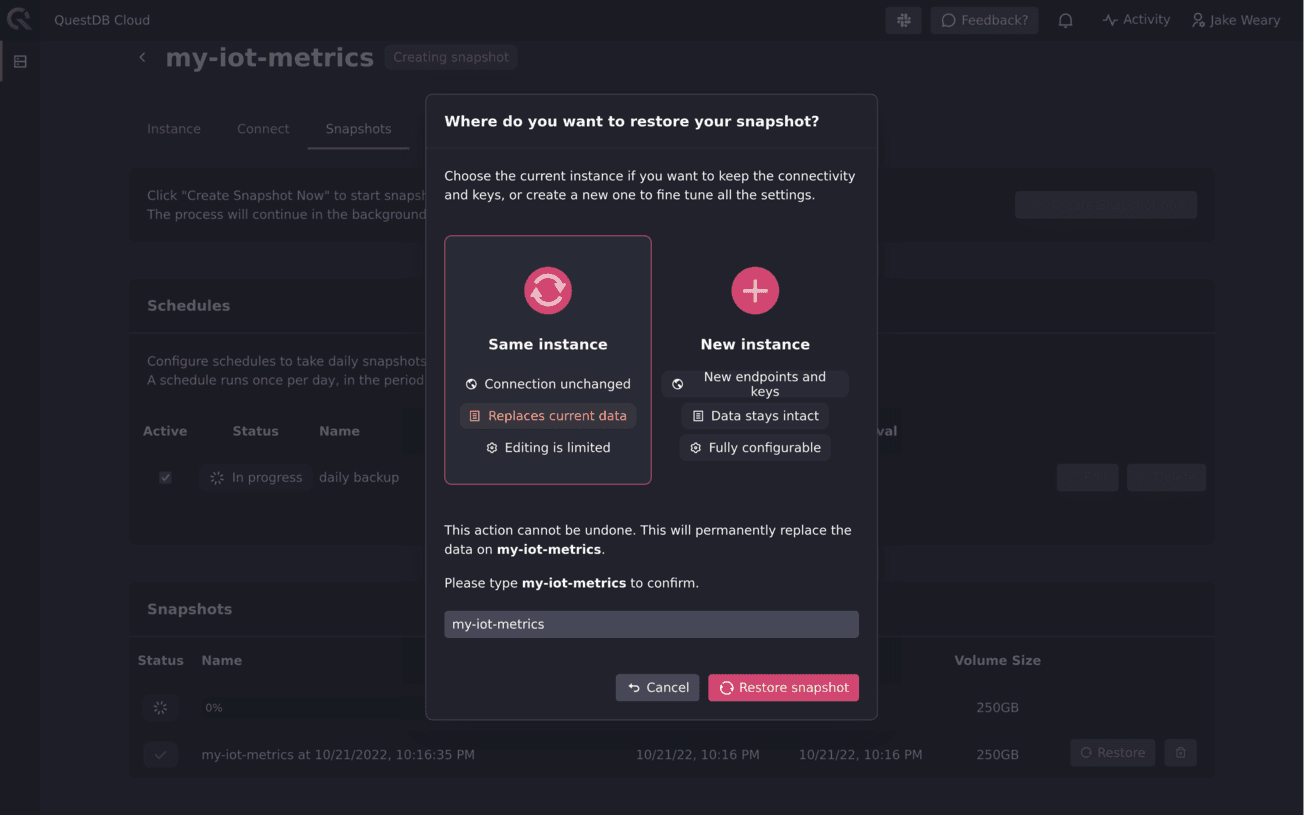 QuestDB Cloud
Feedback?
Activity
Jake Weary
my-iot-metrics
Creating snapshot
Instance
Connect
Snapshots
Click "Create Snapshot Now" to start snapsh
The process will continue in the background
Schedules
Configure schedules to take daily snapshots
A schedule runs once per day, in the period
Active
Status
Name
val
In progress
daily backup
Snapshots
Status
Name
Volume Size
0%
250GB
my-iot-metrics at 10/21/2022, 10:16:35 PM
10/21/22, 10:16 PM
10/21/22, 10:16 PM
250GB
Restore
Where do you want to restore your snapshot?
Choose the current instance if you want to keep the connectivity
and keys, or create a new one to fine tune all the settings.
Same instance
Connection unchanged
Replaces current data
Editing is limited
New instance
New endpoints and
keys
Data stays intact
Fully configurable
This action cannot be undone. This will permanently replace the
data on my-iot-metrics.
Please type my-iot-metrics to confirm.
my-iot-metrics
Cancel
Restore snapshot